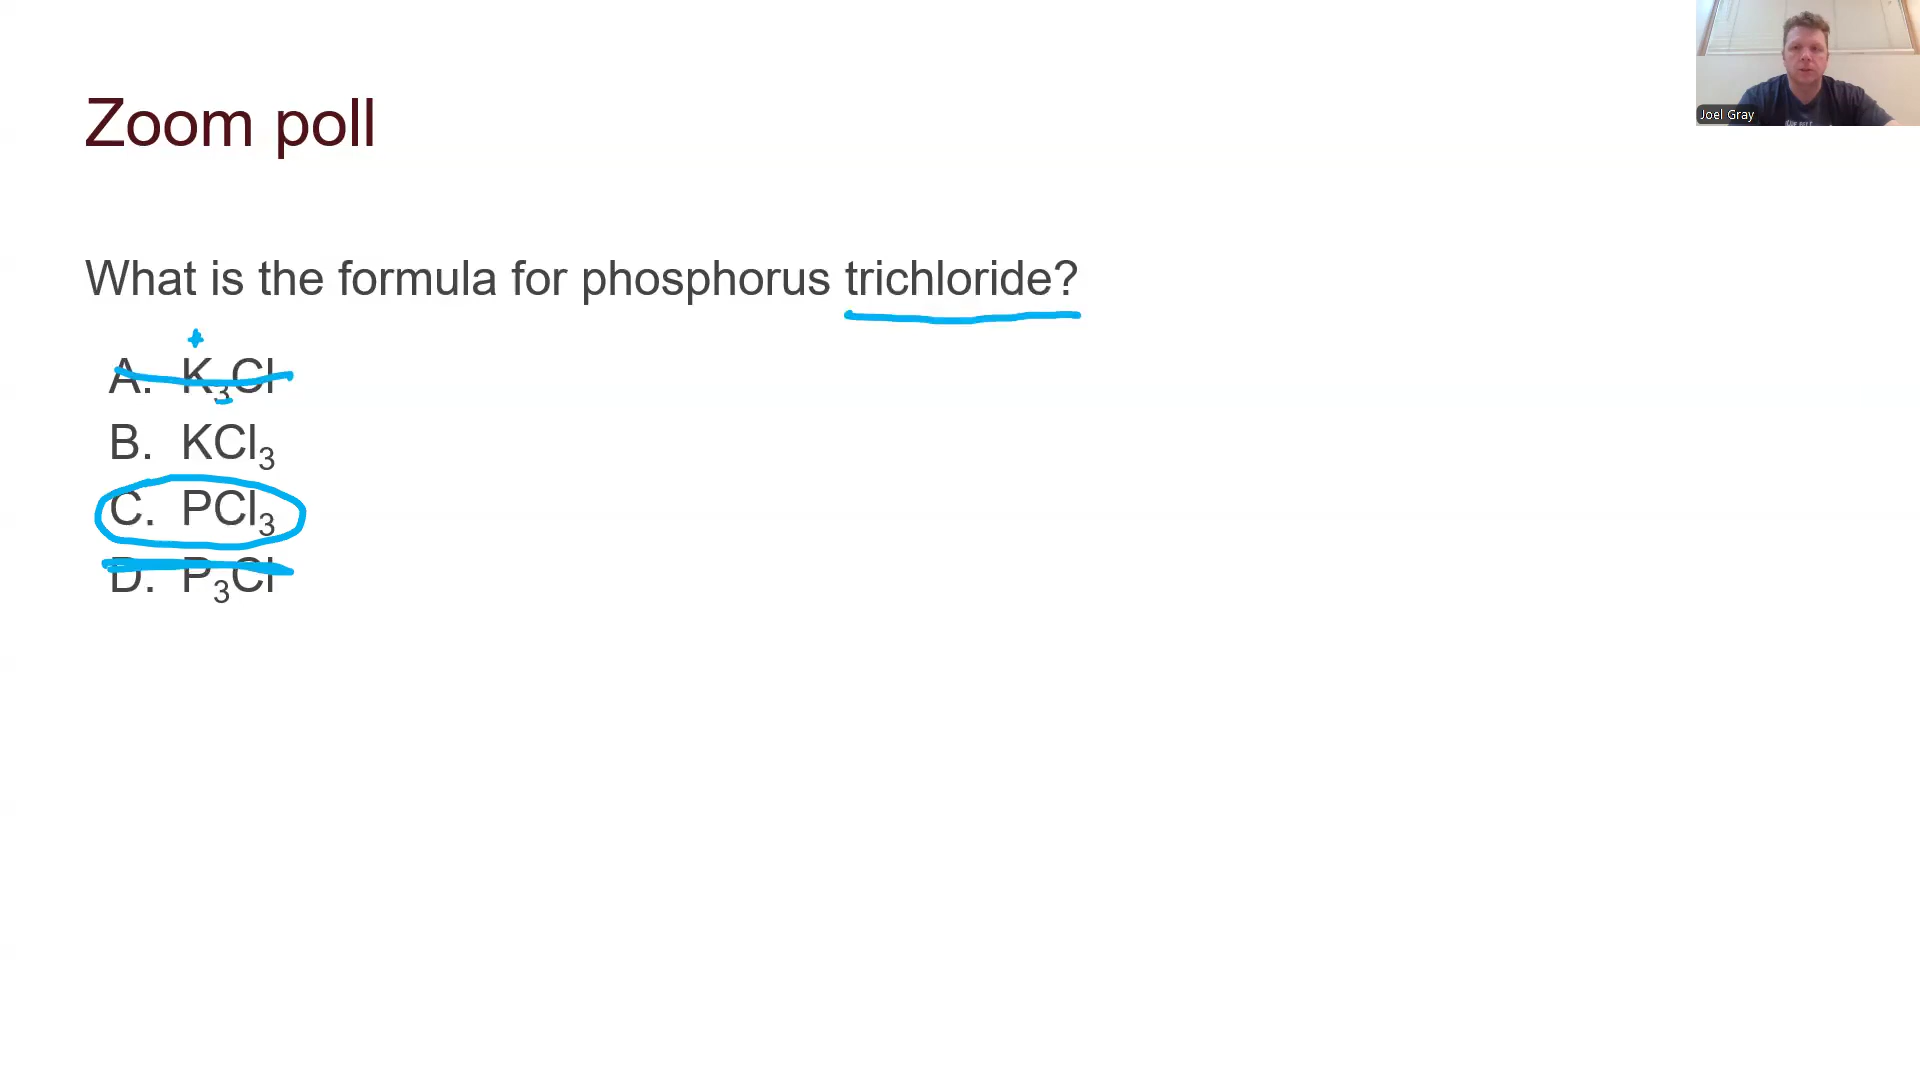 Zoom poll
Joel Gray
What is the formula for phosphorus trichloride?
+
A. K₃Cl
B. KCl₃
C. PCl₃
D. P₃Cl